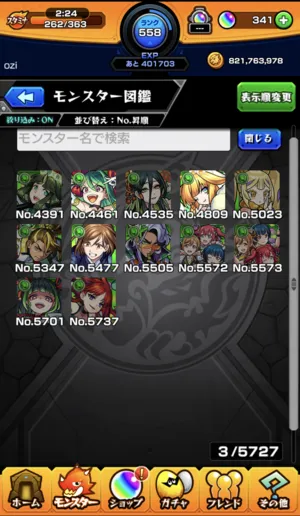 スタミナ
2:24
262/363
ランク
558
EXP
あと 401703
341
ozi
821,763,978
モンスター図鑑
表示順変更
絞り込み:ON 並び替え:No.昇順
モンスター名で検索
閉じる
No.4391 No.4461 No.4535 No.4809 No.5023
No.5347 No.5477 No.5505 No.5572 No.5573
No.5701 No.5737
3/5727
ホーム モンスター ショップ ガチャ フレンド その他